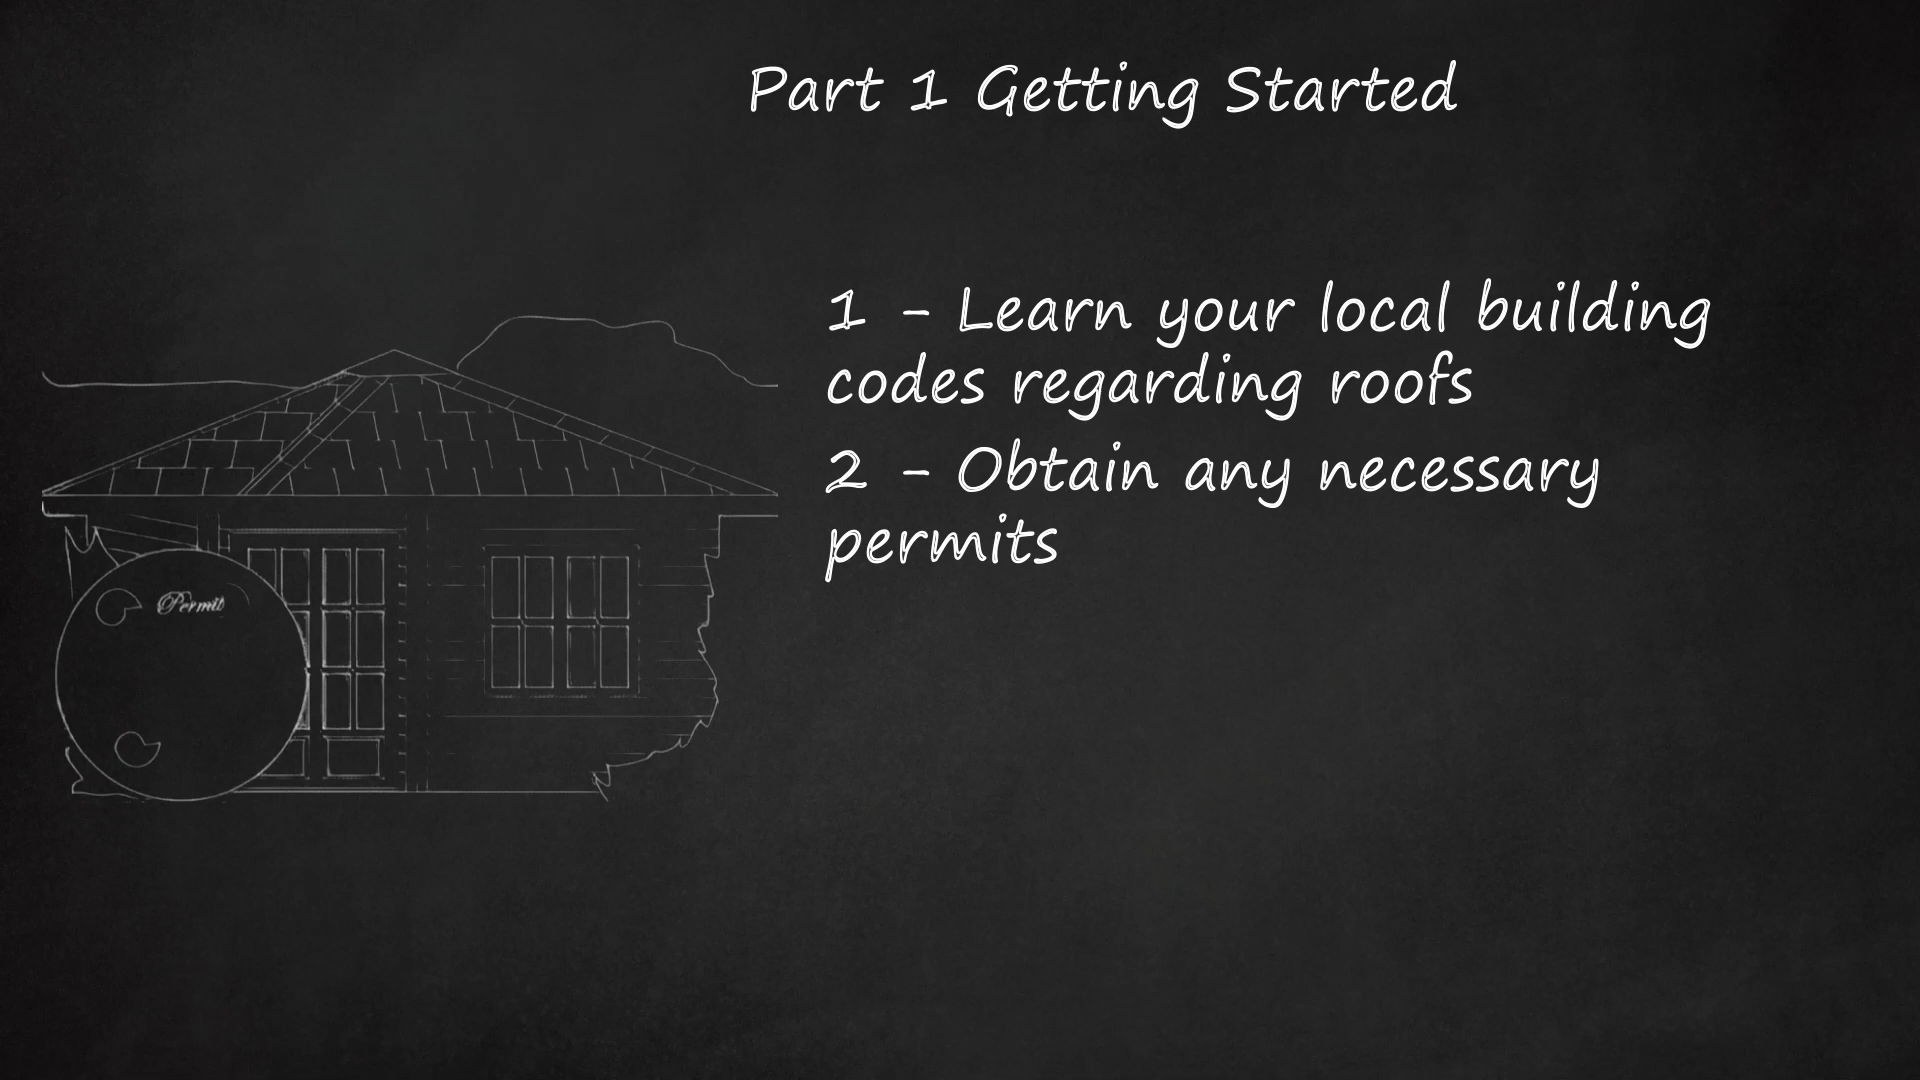 Part 1 Getting Started
1 - Learn your local building
codes regarding roofs
2 - Obtain any necessary
permits
Permit